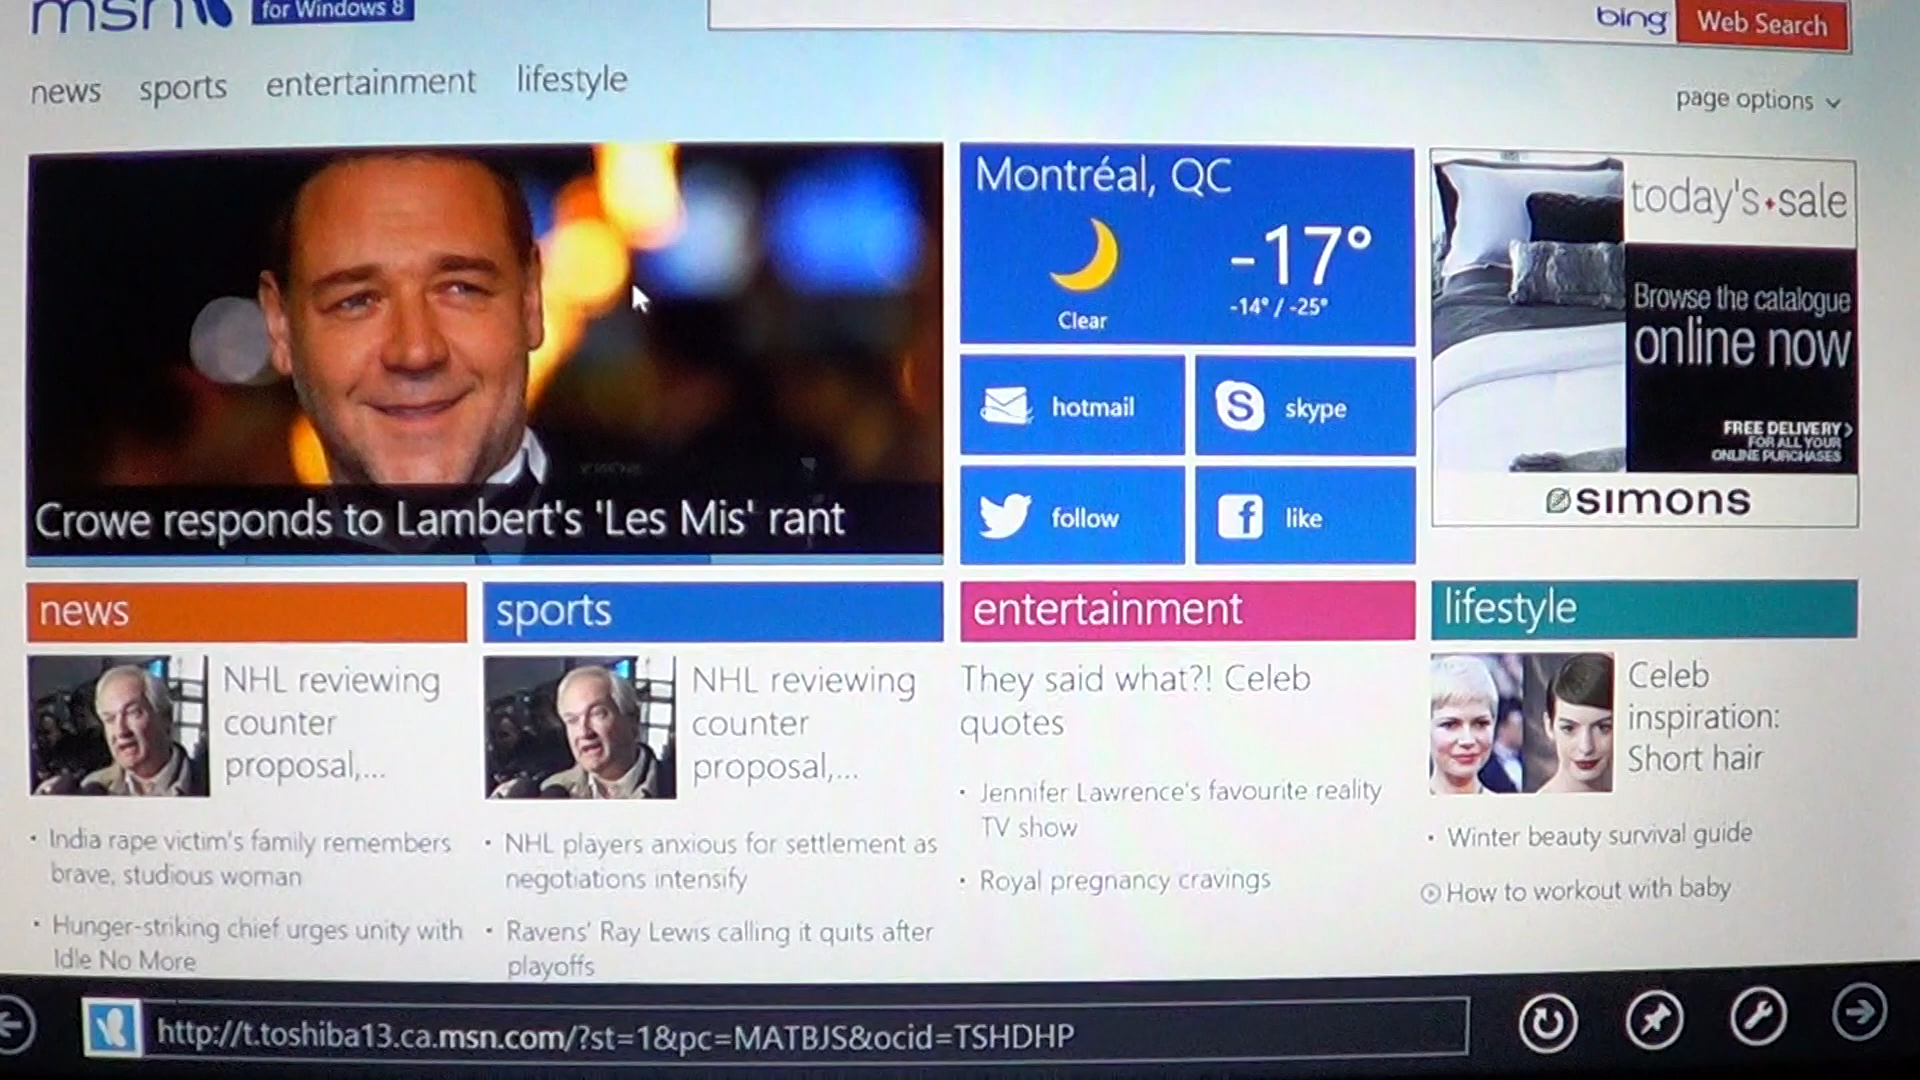 msn for Windows 8
bing Web Search
news sports entertainment lifestyle
page options
Crowe responds to Lambert's 'Les Mis' rant
Montréal, QC
-17°
-14° / -25°
Clear
hotmail
skype
follow
like
today's sale
Browse the catalogue
online now
FREE DELIVERY >
FOR ALL YOUR
ONLINE PURCHASES
simons
news
NHL reviewing
counter
proposal,...
• India rape victim's family remembers
brave, studious woman
• Hunger-striking chief urges unity with
Idle No More
sports
NHL reviewing
counter
proposal,...
• NHL players anxious for settlement as
negotiations intensify
• Ravens' Ray Lewis calling it quits after
playoffs
entertainment
They said what?! Celeb
quotes
• Jennifer Lawrence's favourite reality
TV show
• Royal pregnancy cravings
lifestyle
Celeb
inspiration:
Short hair
• Winter beauty survival guide
How to workout with baby
http://t.toshiba13.ca.msn.com/?st=1&pc=MATBJS&ocid=TSHDHP